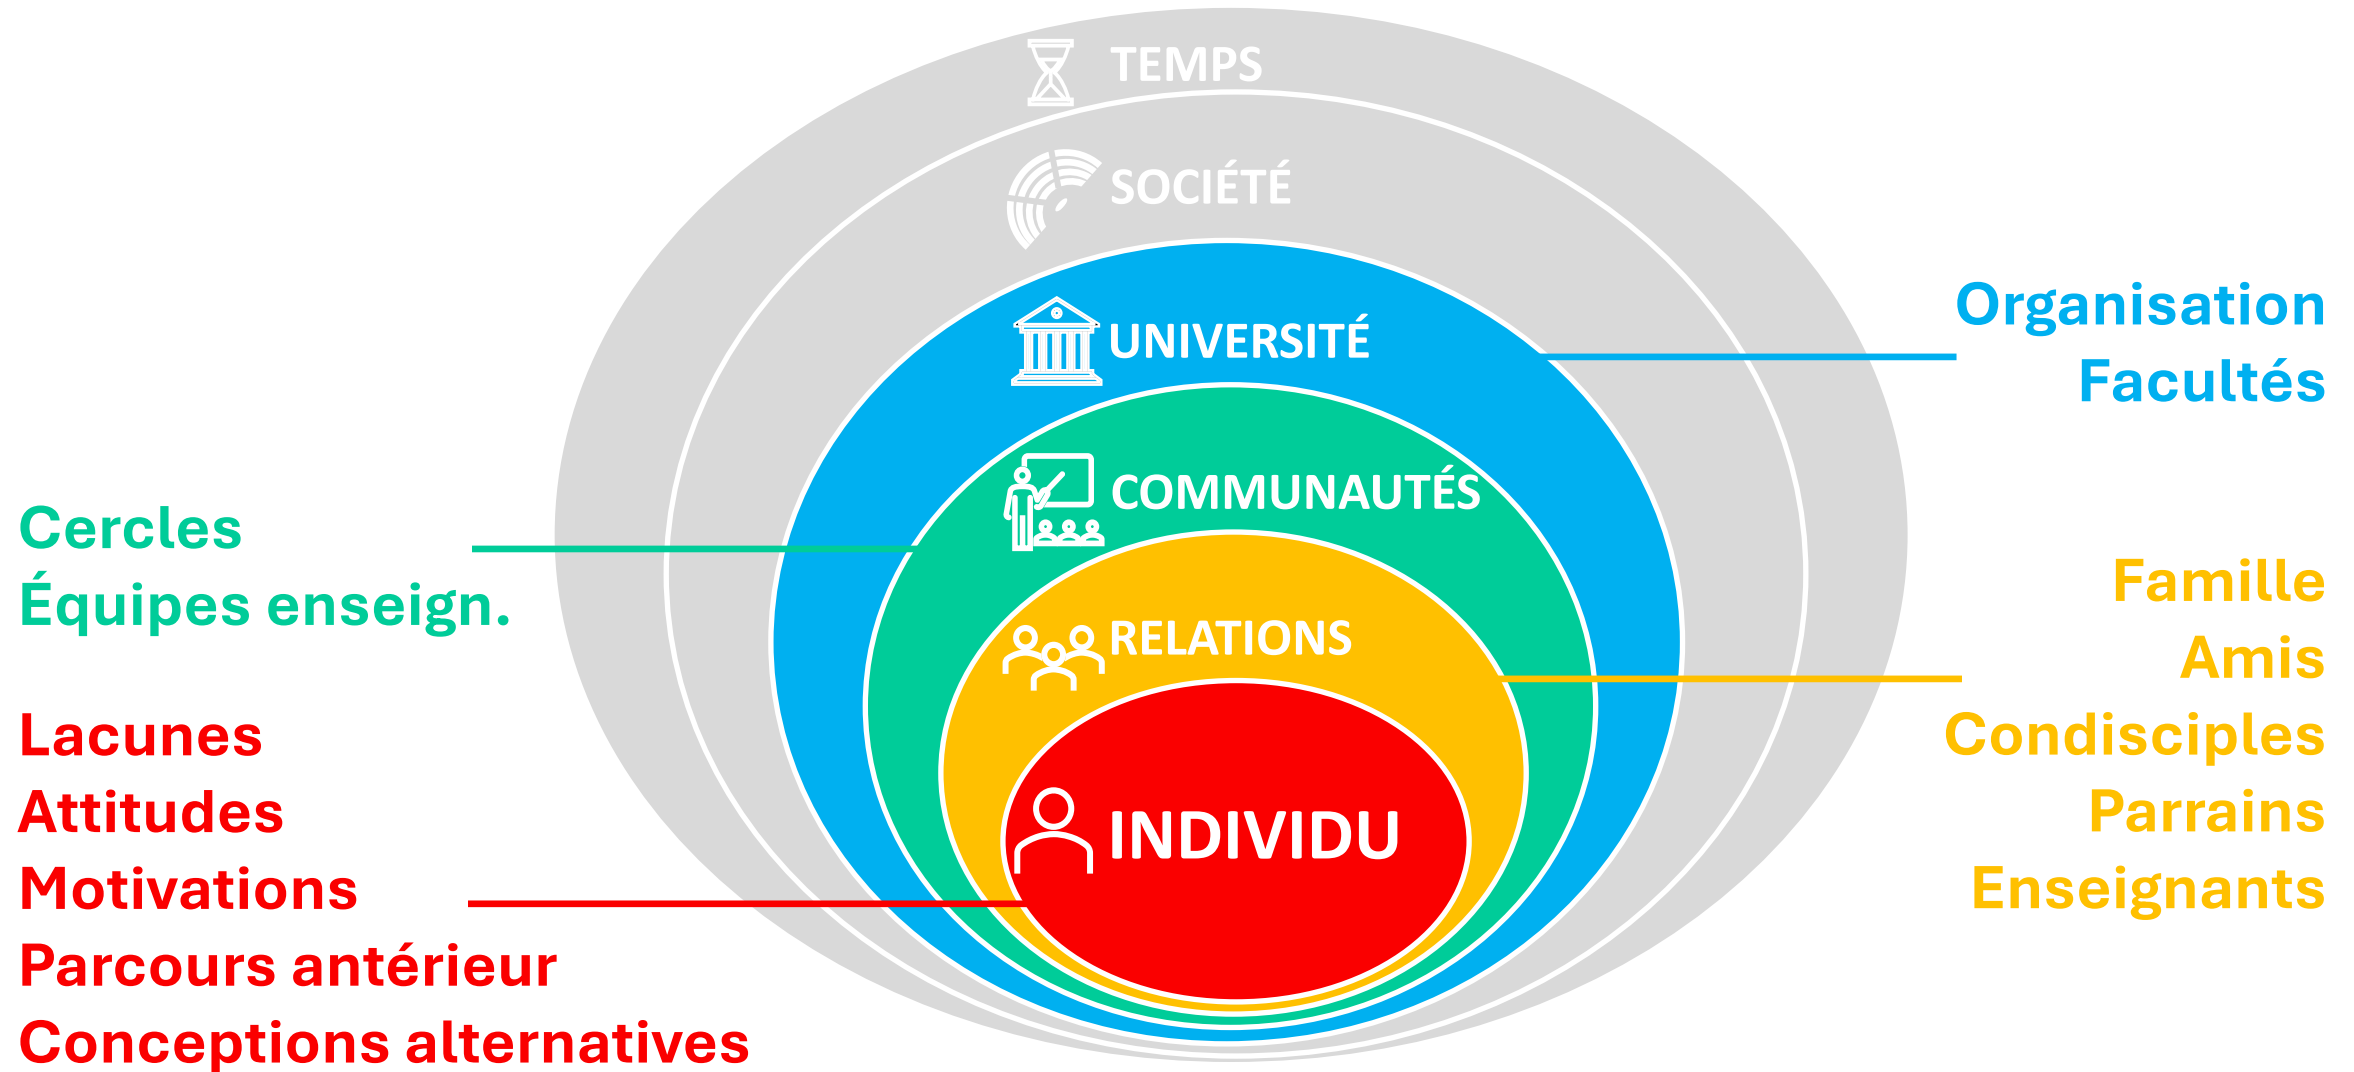 TEMPS
SOCIÉTÉ
UNIVERSITÉ
COMMUNAUTÉS
RELATIONS
INDIVIDU
Organisation
Facultés
Cercles
Équipes enseign.
Famille
Amis
Condisciples
Parrains
Enseignants
Lacunes
Attitudes
Motivations
Parcours antérieur
Conceptions alternatives